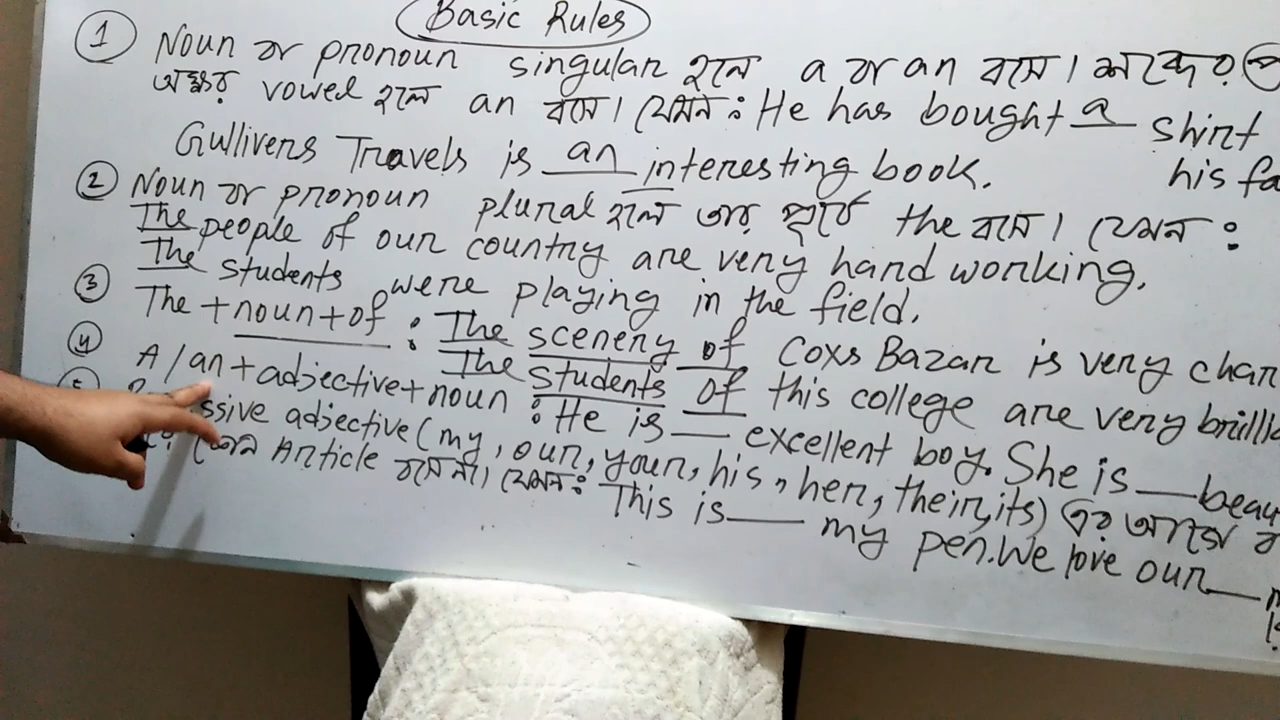 Basic Rules
① Noun or pronoun singular হলে a or an বসে। শব্দের
অক্ষর vowel হলে an বসে। যেমন: He has bought a shirt
Gullivers Travels is an interesting book. his fa
② Noun or pronoun plural হলে তার পূর্বে the বসে। যেমন:
The people of our country are very hard working.
The students were playing in the field.
③ The + noun + of : The scenery of Coxs Bazar is very char
The students of this college are very brillia
④ A/an + adjective + noun : He is ___ excellent boy. She is ___ beau
ssive adjective (my, our, your, his, her, their, its) এর আগে
Article বসে না। যেমন: This is ___ my pen. We love our ___